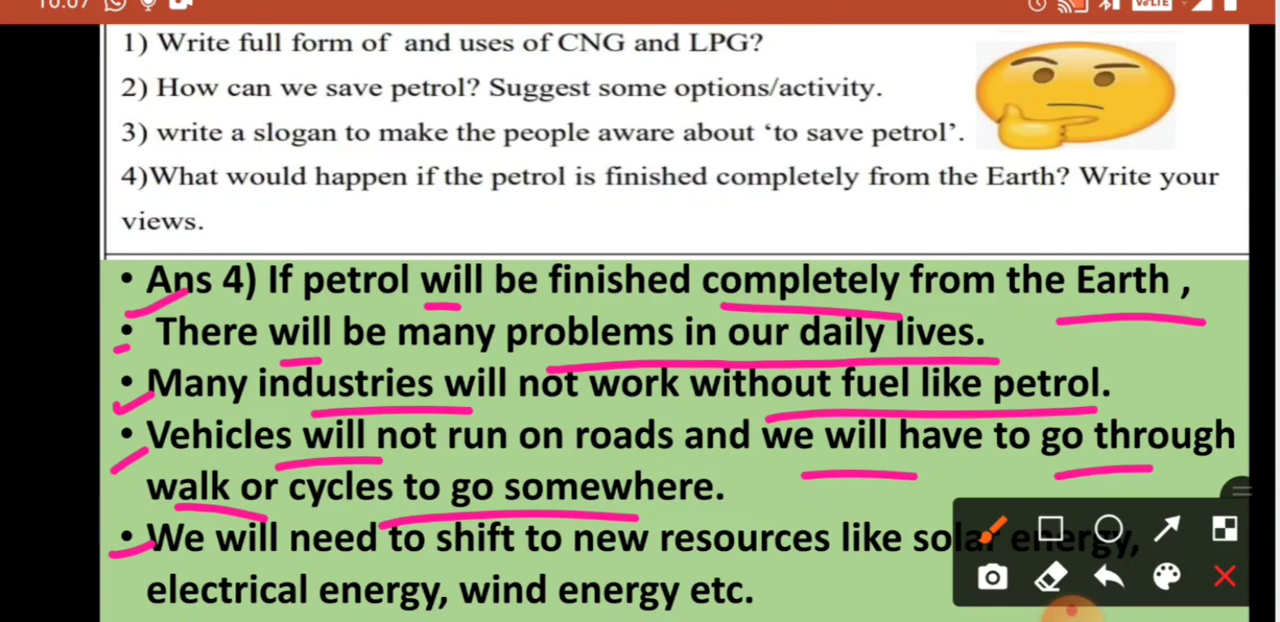 1) Write full form of and uses of CNG and LPG?
2) How can we save petrol? Suggest some options/activity.
3) write a slogan to make the people aware about ‘to save petrol’.
4)What would happen if the petrol is finished completely from the Earth? Write your
views.
• Ans 4) If petrol will be finished completely from the Earth ,
• There will be many problems in our daily lives.
• Many industries will not work without fuel like petrol.
• Vehicles will not run on roads and we will have to go through
walk or cycles to go somewhere.
• We will need to shift to new resources like solar energy,
electrical energy, wind energy etc.